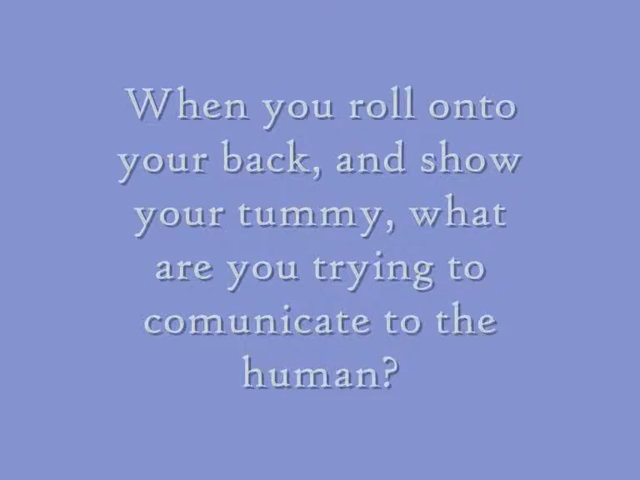 When you roll onto
your back, and show
your tummy, what
are you trying to
comunicate to the
human?